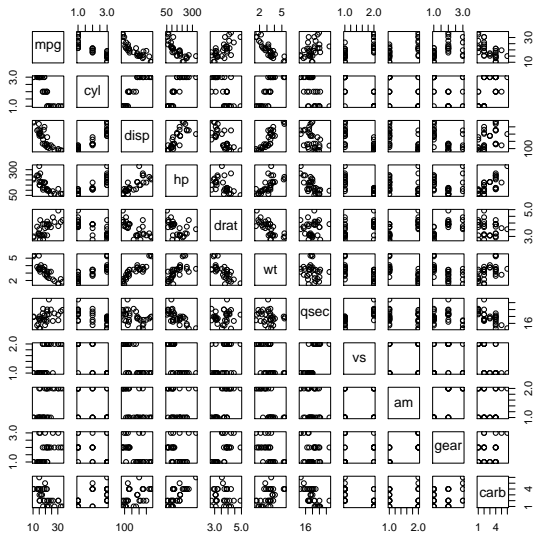 1.0 3.0 50 300 2 5 1.0 2.0 1.0 3.0
mpg 10 30
1.0 3.0 cyl
disp 100
50 300 hp
drat 3.0 5.0
2 5 wt
qsec 16
1.0 2.0 vs
am 1.0 2.0
1.0 3.0 gear
carb 1 4
10 30 100 3.0 5.0 16 1.0 2.0 1 4